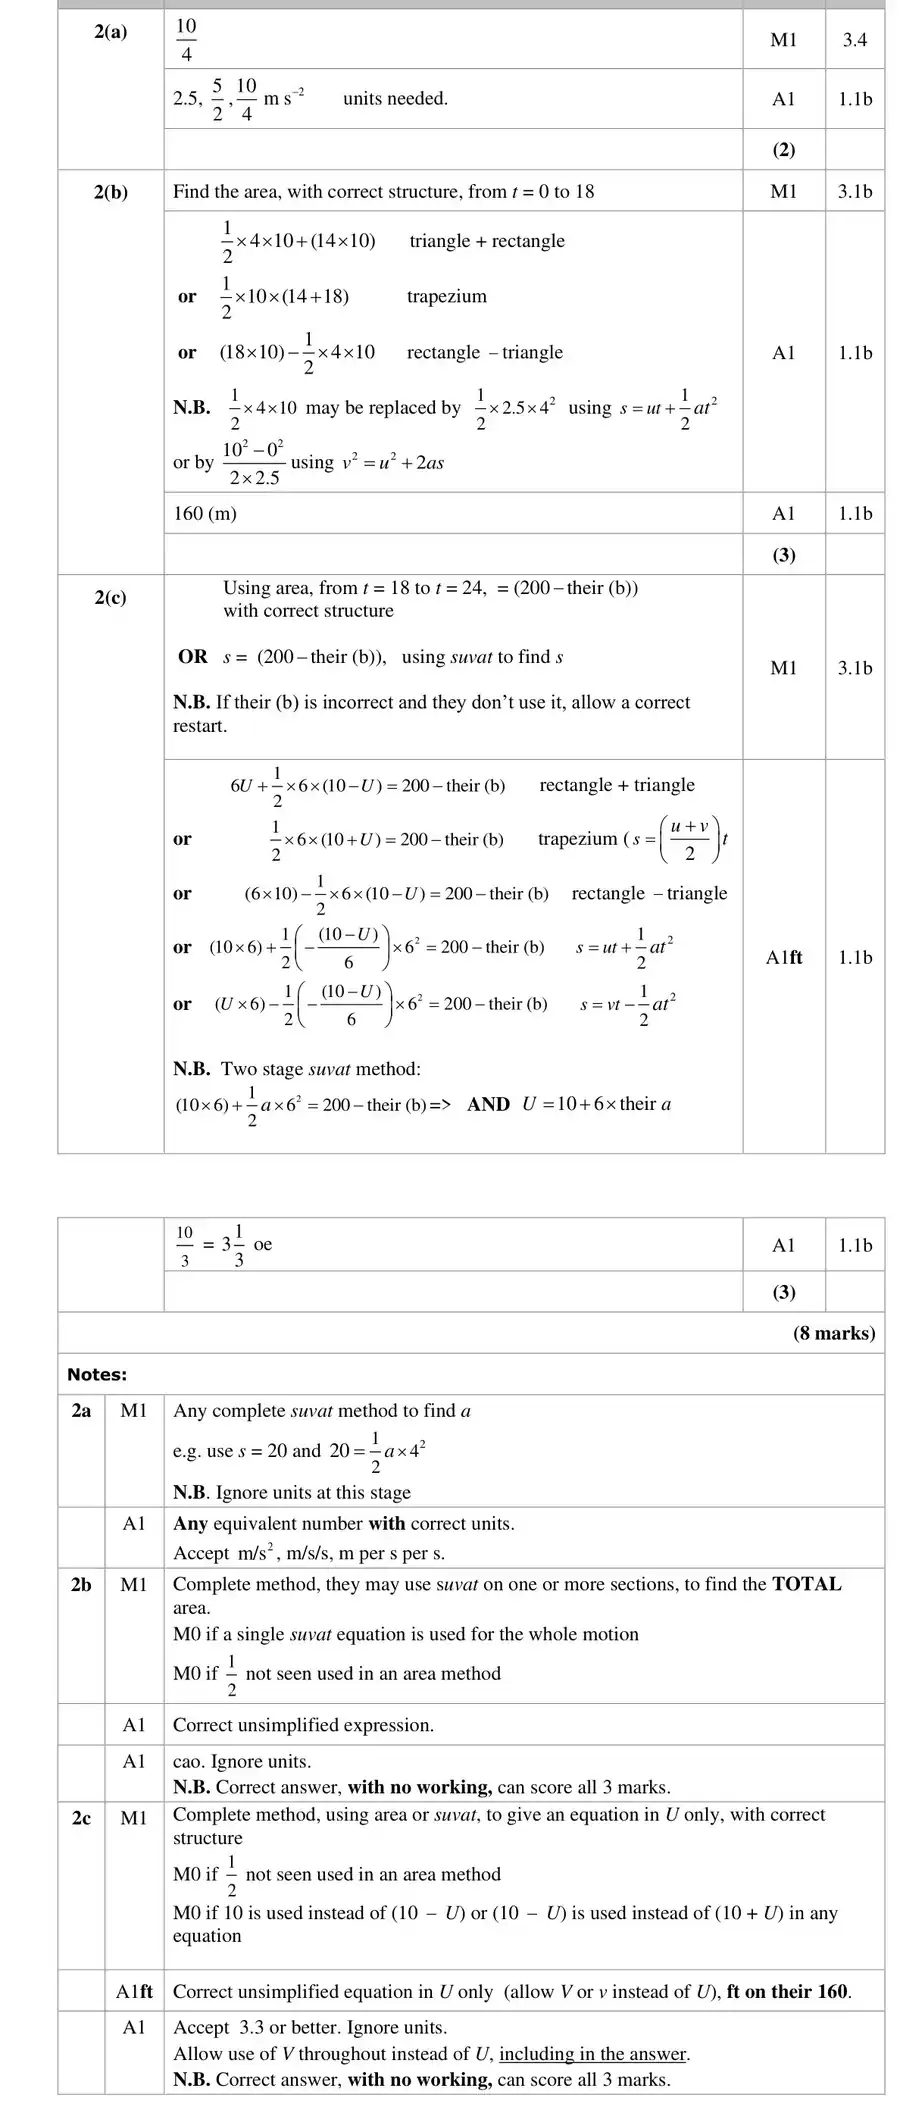 2(a) 10/4 M1 3.4
2.5, 5/2, 10/4 m s⁻² units needed. A1 1.1b
(2)
2(b) Find the area, with correct structure, from t = 0 to 18 M1 3.1b
1/2 × 4 × 10 + (14 × 10) triangle + rectangle
or 1/2 × 10 × (14 + 18) trapezium
or (18 × 10) − 1/2 × 4 × 10 rectangle – triangle A1 1.1b
N.B. 1/2 × 4 × 10 may be replaced by 1/2 × 2.5 × 4² using s = ut + 1/2 at²
or by (10² − 0²)/(2 × 2.5) using v² = u² + 2as
160 (m) A1 1.1b
(3)
2(c) Using area, from t = 18 to t = 24, = (200 – their (b))
with correct structure
OR s = (200 – their (b)), using suvat to find s M1 3.1b
N.B. If their (b) is incorrect and they don’t use it, allow a correct
restart.
6U + 1/2 × 6 × (10 − U) = 200 – their (b) rectangle + triangle
or 1/2 × 6 × (10 + U) = 200 – their (b) trapezium ( s = ((u + v)/2) t
or (6 × 10) − 1/2 × 6 × (10 − U) = 200 – their (b) rectangle – triangle
or (10 × 6) + 1/2 (− (10 − U)/6) × 6² = 200 – their (b) s = ut + 1/2 at² A1ft 1.1b
or (U × 6) − 1/2 (− (10 − U)/6) × 6² = 200 – their (b) s = vt − 1/2 at²
N.B. Two stage suvat method:
(10 × 6) + 1/2 a × 6² = 200 – their (b) => AND U = 10 + 6 × their a
10/3 = 3 1/3 oe A1 1.1b
(3)
(8 marks)
Notes:
2a M1 Any complete suvat method to find a
e.g. use s = 20 and 20 = 1/2 a × 4²
N.B. Ignore units at this stage
A1 Any equivalent number with correct units.
Accept m/s², m/s/s, m per s per s.
2b M1 Complete method, they may use suvat on one or more sections, to find the TOTAL
area.
M0 if a single suvat equation is used for the whole motion
M0 if 1/2 not seen used in an area method
A1 Correct unsimplified expression.
A1 cao. Ignore units.
N.B. Correct answer, with no working, can score all 3 marks.
2c M1 Complete method, using area or suvat, to give an equation in U only, with correct
structure
M0 if 1/2 not seen used in an area method
M0 if 10 is used instead of (10 – U) or (10 – U) is used instead of (10 + U) in any
equation
A1ft Correct unsimplified equation in U only (allow V or v instead of U), ft on their 160.
A1 Accept 3.3 or better. Ignore units.
Allow use of V throughout instead of U, including in the answer.
N.B. Correct answer, with no working, can score all 3 marks.